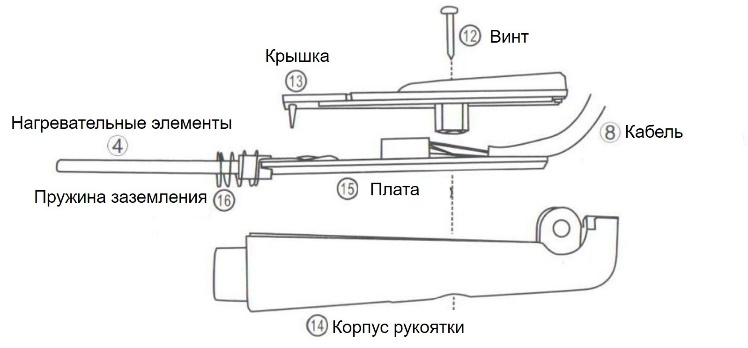 ⑫ Винт
Крышка
⑬
Нагревательные элементы
④
⑧ Кабель
Пружина заземления ⑯
⑮ Плата
⑭ Корпус рукоятки